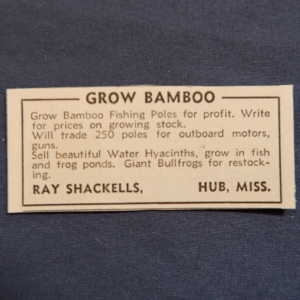 GROW BAMBOO
Grow Bamboo Fishing Poles for profit. Write
for prices on growing stock.
Will trade 250 poles for outboard motors,
guns.
Sell beautiful Water Hyacinths, grow in fish
and frog ponds. Giant Bullfrogs for restock-
ing.
RAY SHACKELLS, HUB, MISS.